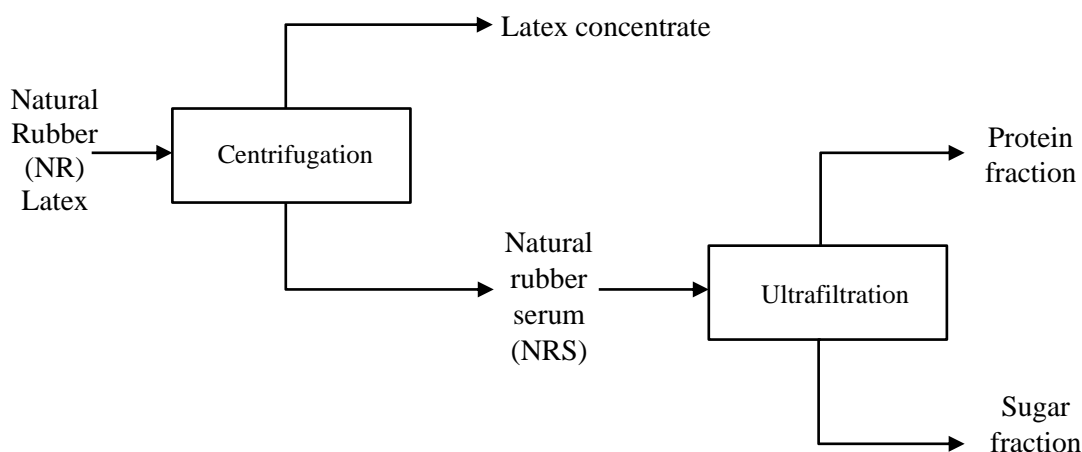 Latex concentrate
Natural
Rubber
(NR)
Latex
Centrifugation
Protein
fraction
Natural
rubber
serum
(NRS)
Ultrafiltration
Sugar
fraction